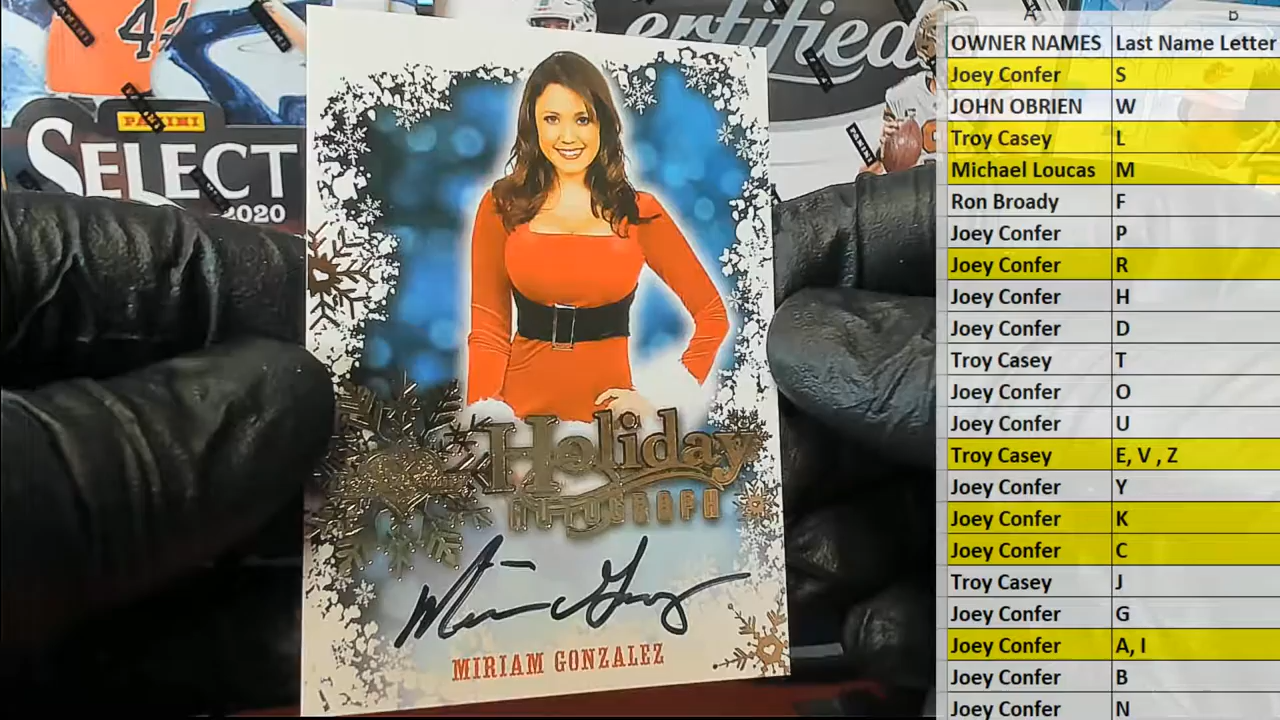 44
PANINI
SELECT
2020
ertified
Holiday
AUTOGRAPH
MIRIAM GONZALEZ
A B
OWNER NAMES Last Name Letter
Joey Confer S
JOHN OBRIEN W
Troy Casey L
Michael Loucas M
Ron Broady F
Joey Confer P
Joey Confer R
Joey Confer H
Joey Confer D
Troy Casey T
Joey Confer O
Joey Confer U
Troy Casey E, V , Z
Joey Confer Y
Joey Confer K
Joey Confer C
Troy Casey J
Joey Confer G
Joey Confer A, I
Joey Confer B
Joey Confer N